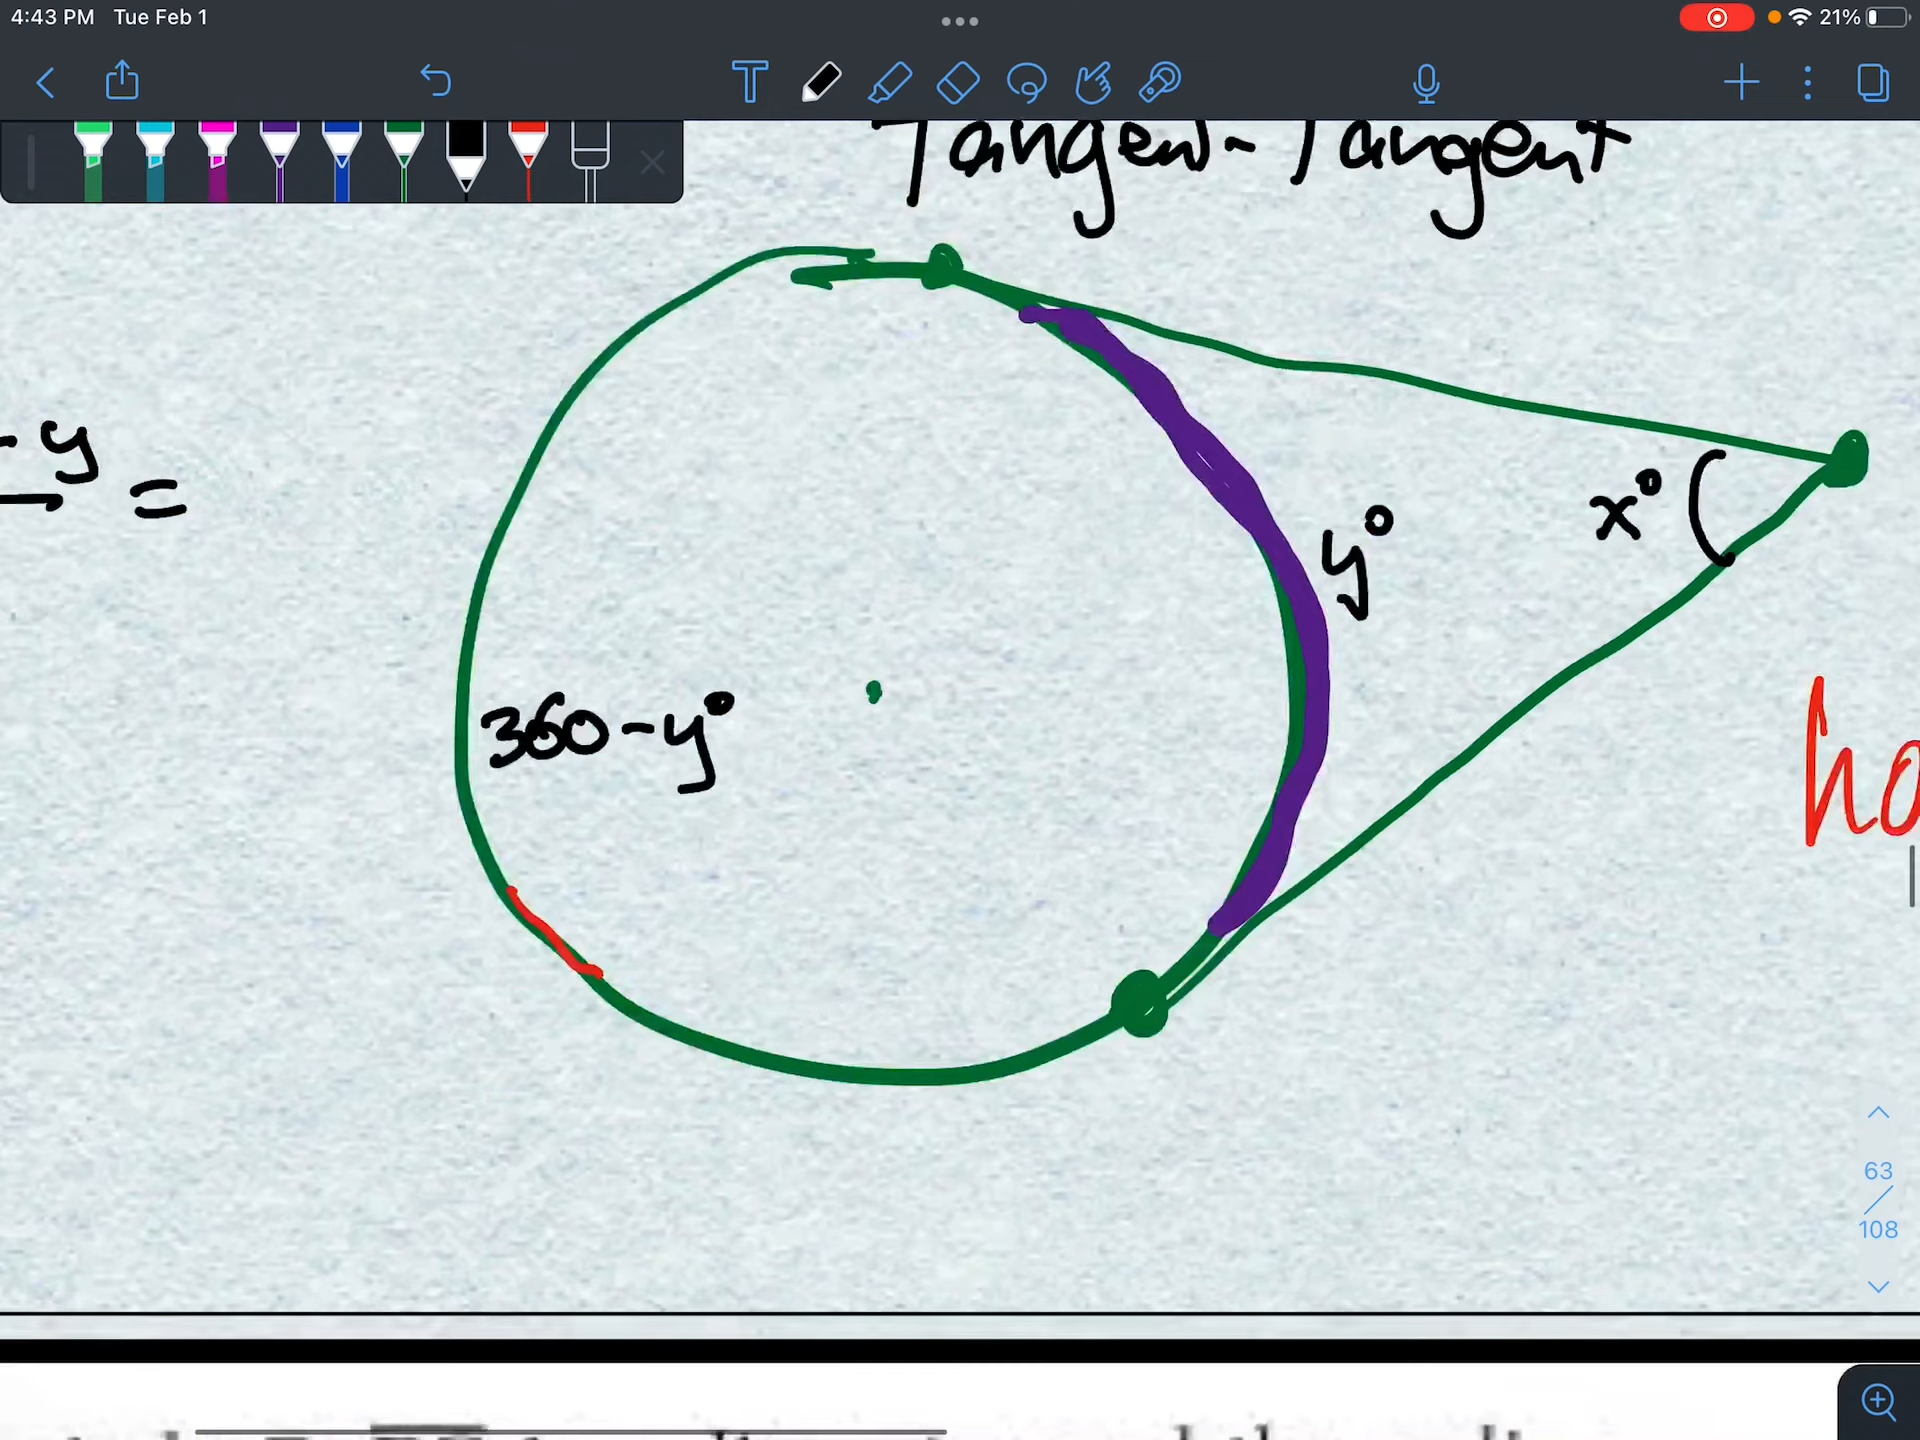 4:43 PM Tue Feb 1
21%
Tangent-Tangent
- y =
y°
x°
360-y°
63
/
108